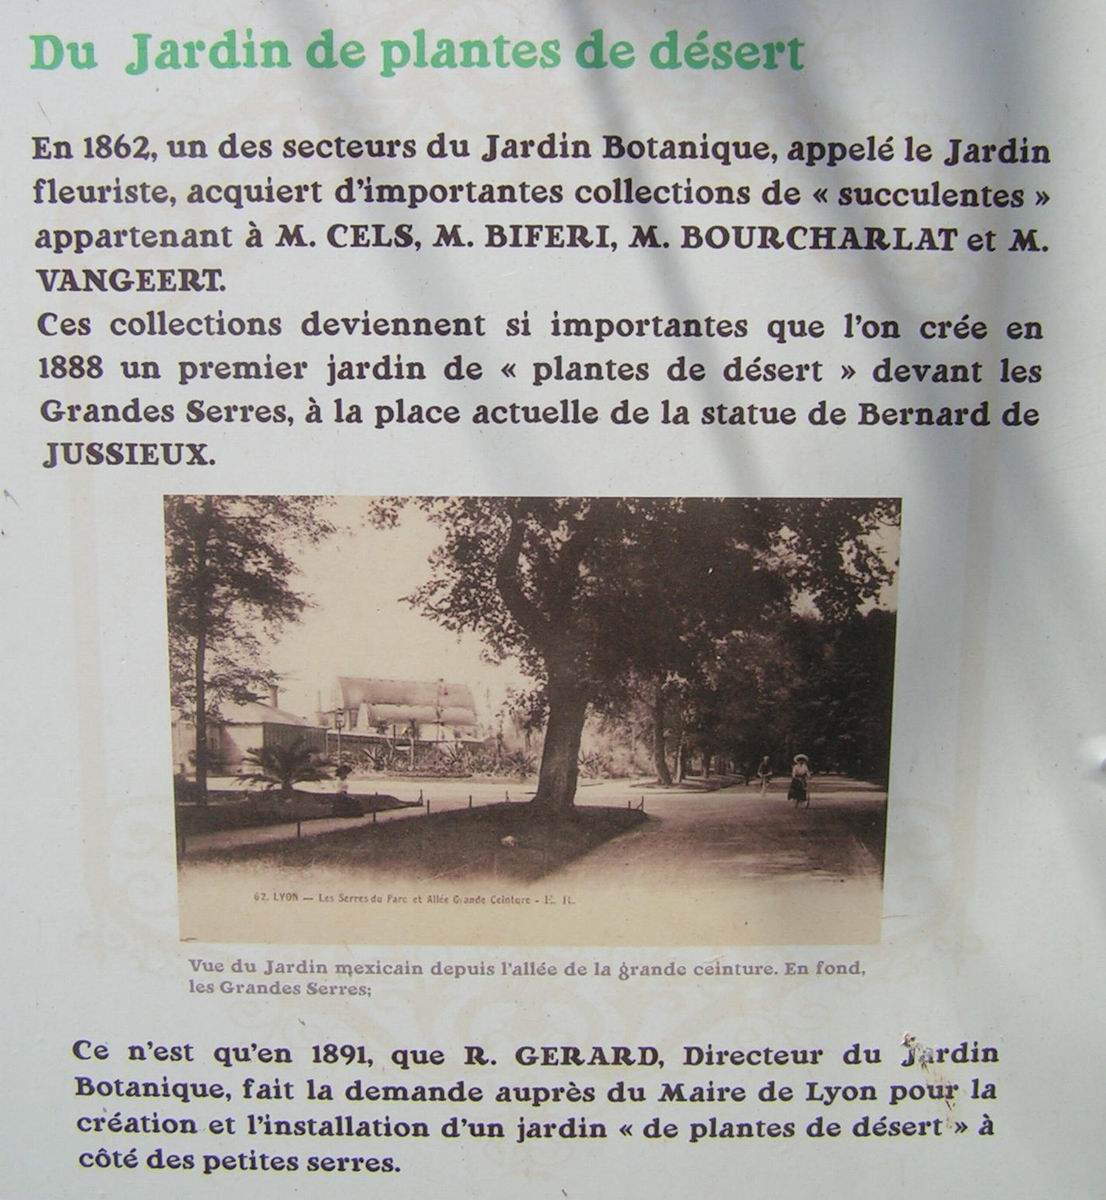 Du Jardin de plantes de désert
En 1862, un des secteurs du Jardin Botanique, appelé le Jardin
fleuriste, acquiert d'importantes collections de « succulentes »
appartenant à M. CELS, M. BIFERI, M. BOURCHARLAT et M.
VANGEERT.
Ces collections deviennent si importantes que l'on crée en
1888 un premier jardin de « plantes de désert » devant les
Grandes Serres, à la place actuelle de la statue de Bernard de
JUSSIEUX.
62. LYON — Les Serres du Parc et Allée Grande Ceinture - E. R.
Vue du Jardin mexicain depuis l'allée de la grande ceinture. En fond,
les Grandes Serres;
Ce n'est qu'en 1891, que R. GERARD, Directeur du Jardin
Botanique, fait la demande auprès du Maire de Lyon pour la
création et l'installation d'un jardin « de plantes de désert » à
côté des petites serres.